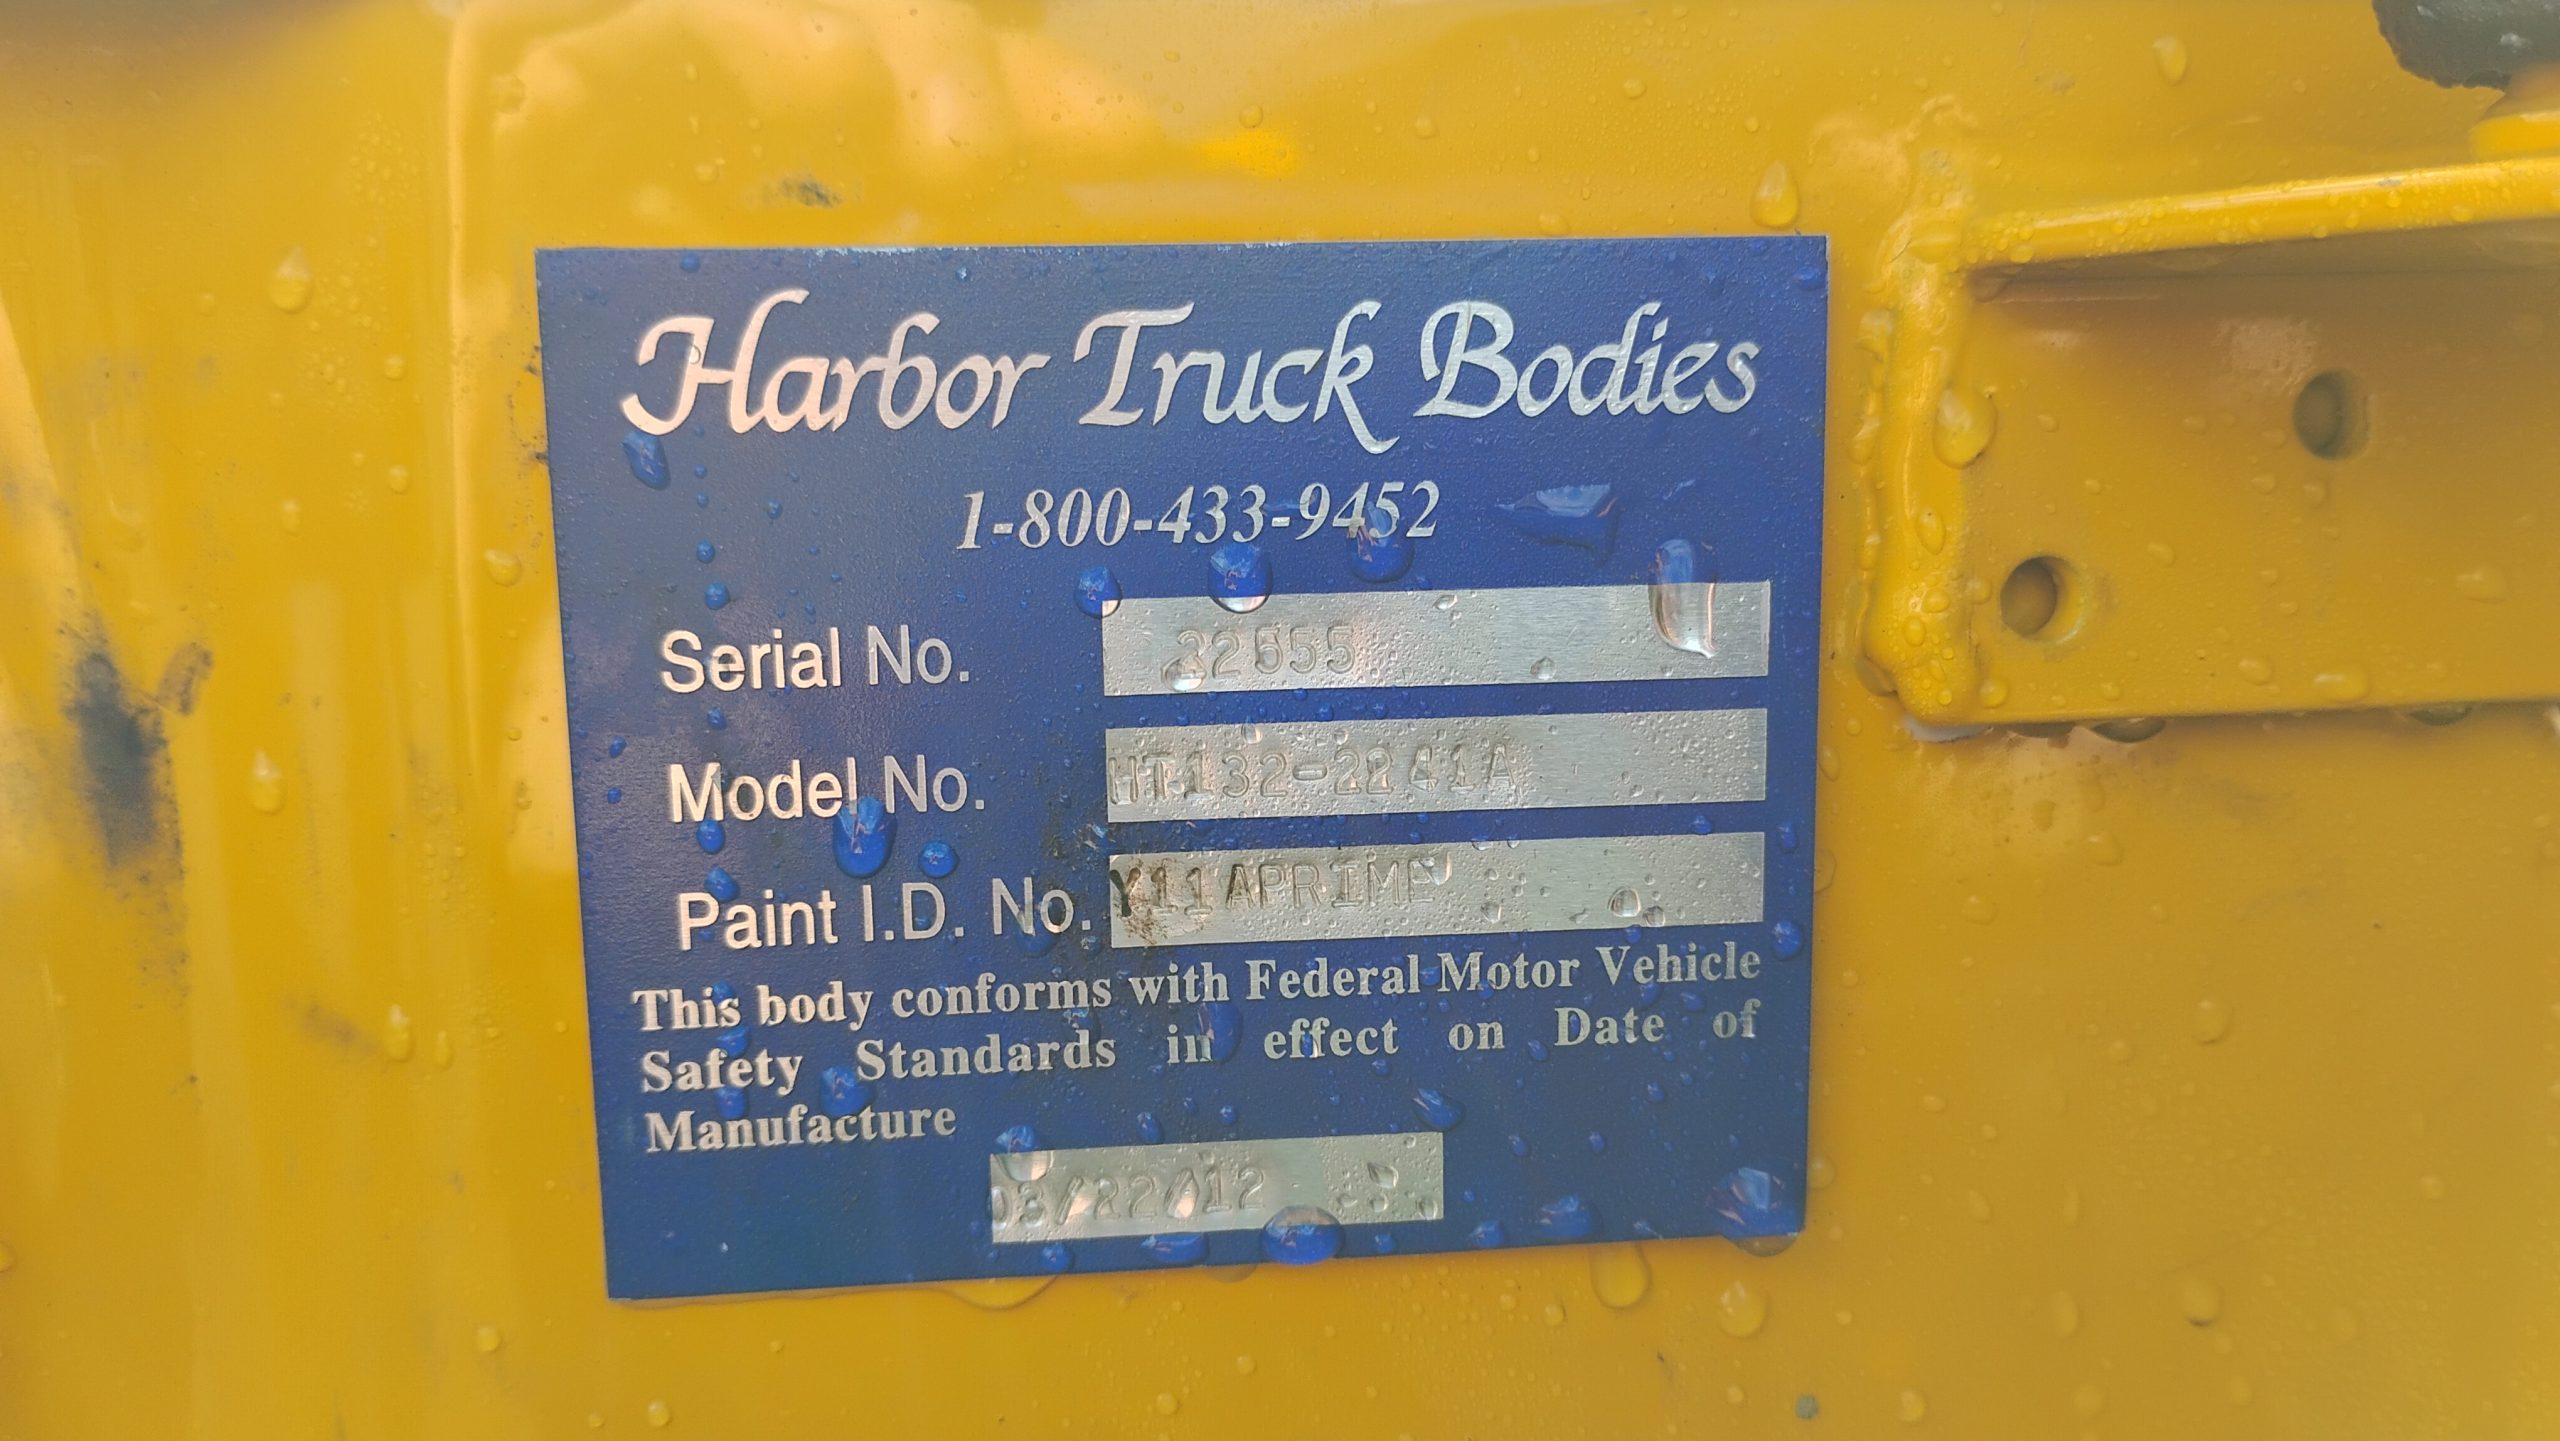 Harbor Truck Bodies
1-800-433-9452
Serial No. 22555
Model No. HT132-2241A
Paint I.D. No. Y11APRIME
This body conforms with Federal Motor Vehicle
Safety Standards in effect on Date of
Manufacture
03/22/12